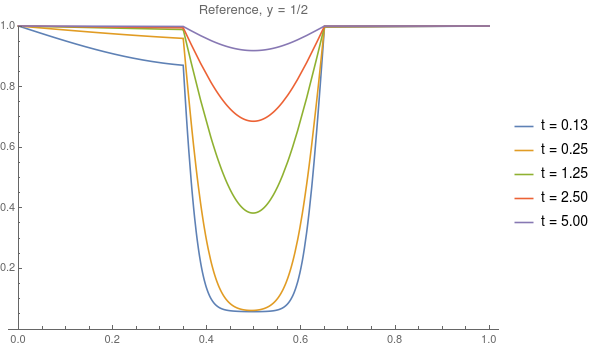 Reference, y = 1/2
1.0
0.8
0.6
0.4
0.2
0.0 0.2 0.4 0.6 0.8 1.0
t = 0.13
t = 0.25
t = 1.25
t = 2.50
t = 5.00